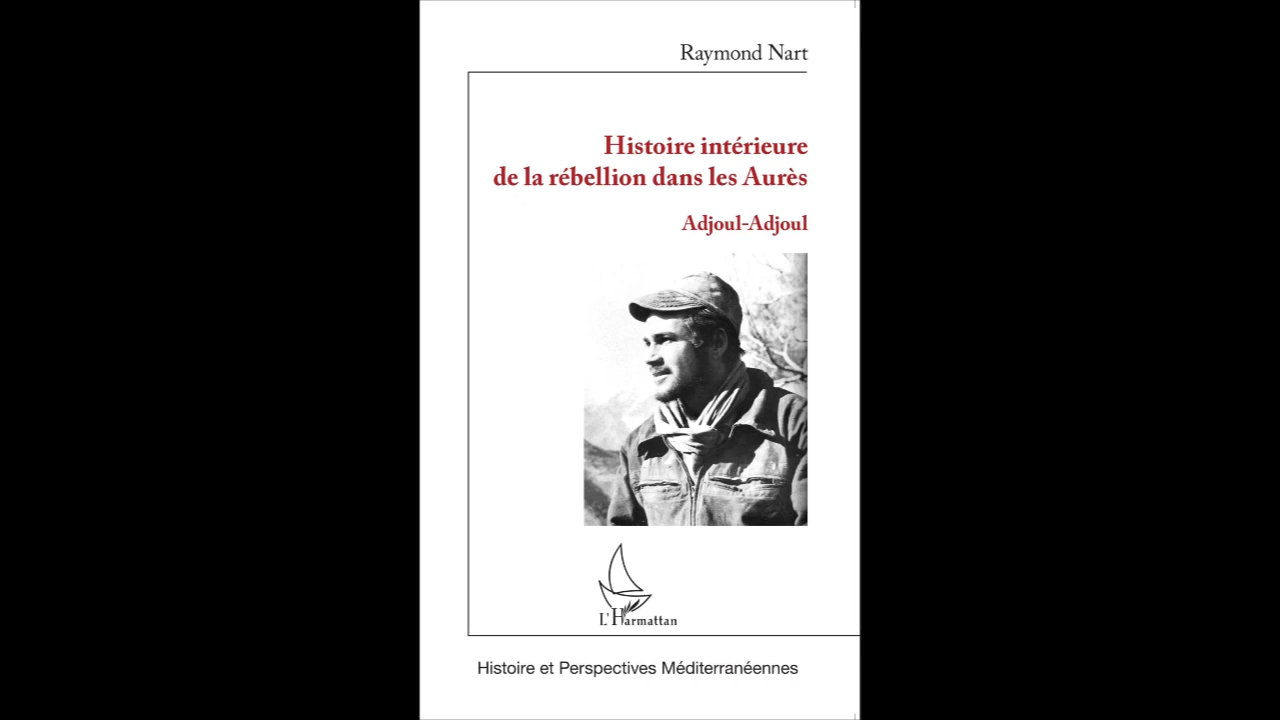 Raymond Nart
Histoire intérieure
de la rébellion dans les Aurès
Adjoul-Adjoul
L'Harmattan
Histoire et Perspectives Méditerranéennes